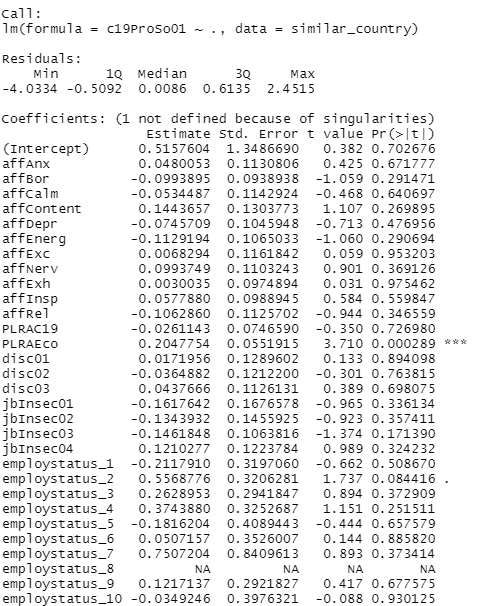 Call:
lm(formula = c19ProSo01 ~ ., data = similar_country)
Residuals:
Min 1Q Median 3Q Max
-4.0334 -0.5092 0.0086 0.6135 2.4515
Coefficients: (1 not defined because of singularities)
Estimate Std. Error t value Pr(>|t|)
(Intercept) 0.5157604 1.3486690 0.382 0.702676
affAnx 0.0480053 0.1130806 0.425 0.671777
affBor -0.0993895 0.0938938 -1.059 0.291471
affCalm -0.0534487 0.1142924 -0.468 0.640697
affContent 0.1443657 0.1303773 1.107 0.269895
affDepr -0.0745709 0.1045948 -0.713 0.476956
affEnerg -0.1129194 0.1065033 -1.060 0.290694
affExc 0.0068294 0.1161842 0.059 0.953203
affNerv 0.0993749 0.1103243 0.901 0.369126
affExh 0.0030035 0.0974894 0.031 0.975462
affInsp 0.0577880 0.0988945 0.584 0.559847
affRel -0.1062860 0.1125702 -0.944 0.346559
PLRAC19 -0.0261143 0.0746590 -0.350 0.726980
PLRAEco 0.2047754 0.0551915 3.710 0.000289 ***
disc01 0.0171956 0.1289602 0.133 0.894098
disc02 -0.0364882 0.1212200 -0.301 0.763815
disc03 0.0437666 0.1126131 0.389 0.698075
jbInsec01 -0.1617642 0.1676578 -0.965 0.336134
jbInsec02 -0.1343932 0.1455925 -0.923 0.357411
jbInsec03 -0.1461848 0.1063816 -1.374 0.171390
jbInsec04 0.1210277 0.1223784 0.989 0.324232
employstatus_1 -0.2117910 0.3197060 -0.662 0.508670
employstatus_2 0.5568776 0.3206281 1.737 0.084416 .
employstatus_3 0.2628953 0.2941847 0.894 0.372909
employstatus_4 0.3743880 0.3252687 1.151 0.251511
employstatus_5 -0.1816204 0.4089443 -0.444 0.657579
employstatus_6 0.0507157 0.3526007 0.144 0.885820
employstatus_7 0.7507204 0.8409613 0.893 0.373414
employstatus_8 NA NA NA NA
employstatus_9 0.1217137 0.2921827 0.417 0.677575
employstatus_10 -0.0349246 0.3976321 -0.088 0.930125